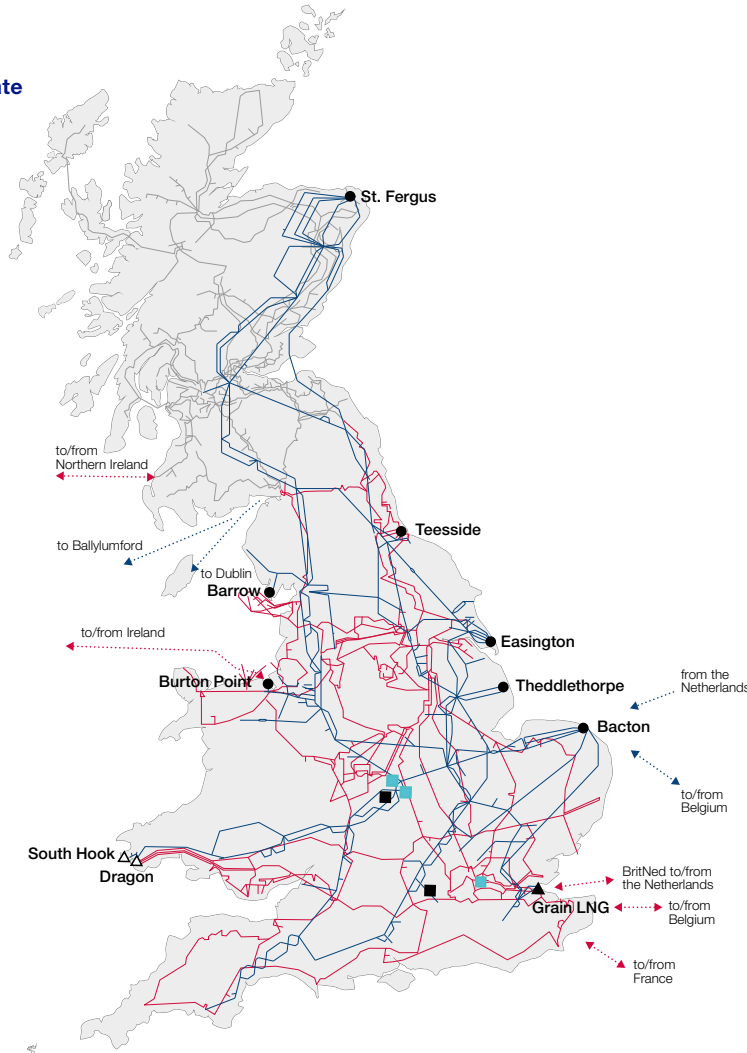 St. Fergus
to/from
Northern Ireland
Teesside
to Ballylumford
to Dublin
Barrow
to/from Ireland
Easington
Burton Point
Theddlethorpe
from the
Netherlands
Bacton
to/from
Belgium
South Hook
Dragon
BritNed to/from
the Netherlands
Grain LNG
to/from
Belgium
to/from
France